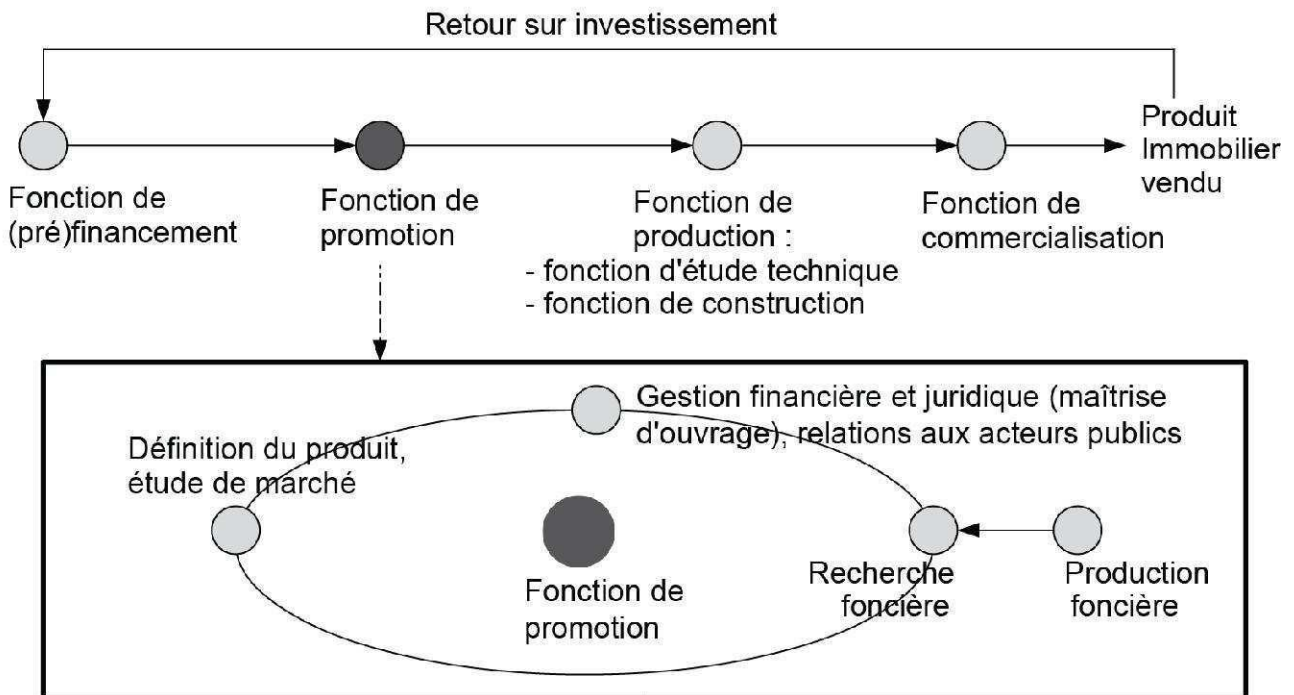 Retour sur investissement
Produit
Immobilier
vendu
Fonction de
(pré)financement
Fonction de
promotion
Fonction de
production :
- fonction d'étude technique
- fonction de construction
Fonction de
commercialisation
Gestion financière et juridique (maîtrise
d'ouvrage), relations aux acteurs publics
Définition du produit,
étude de marché
Fonction de
promotion
Recherche
foncière
Production
foncière